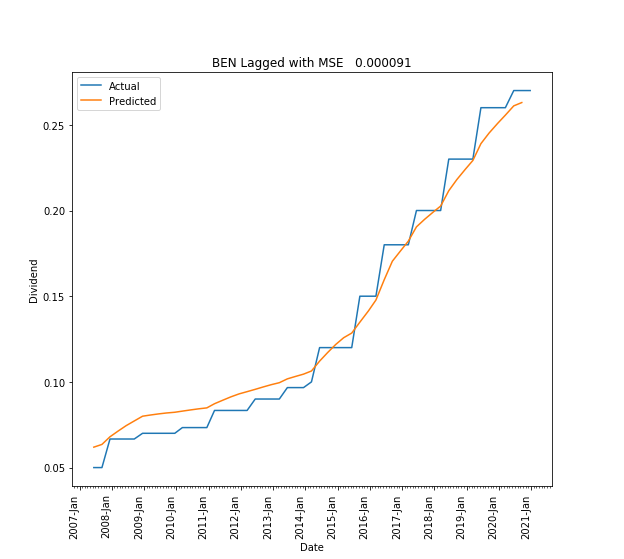 BEN Lagged with MSE   0.000091
Actual
Predicted
0.25
0.20
0.15
0.10
0.05
Dividend
2007-Jan
2008-Jan
2009-Jan
2010-Jan
2011-Jan
2012-Jan
2013-Jan
2014-Jan
2015-Jan
2016-Jan
2017-Jan
2018-Jan
2019-Jan
2020-Jan
2021-Jan
Date